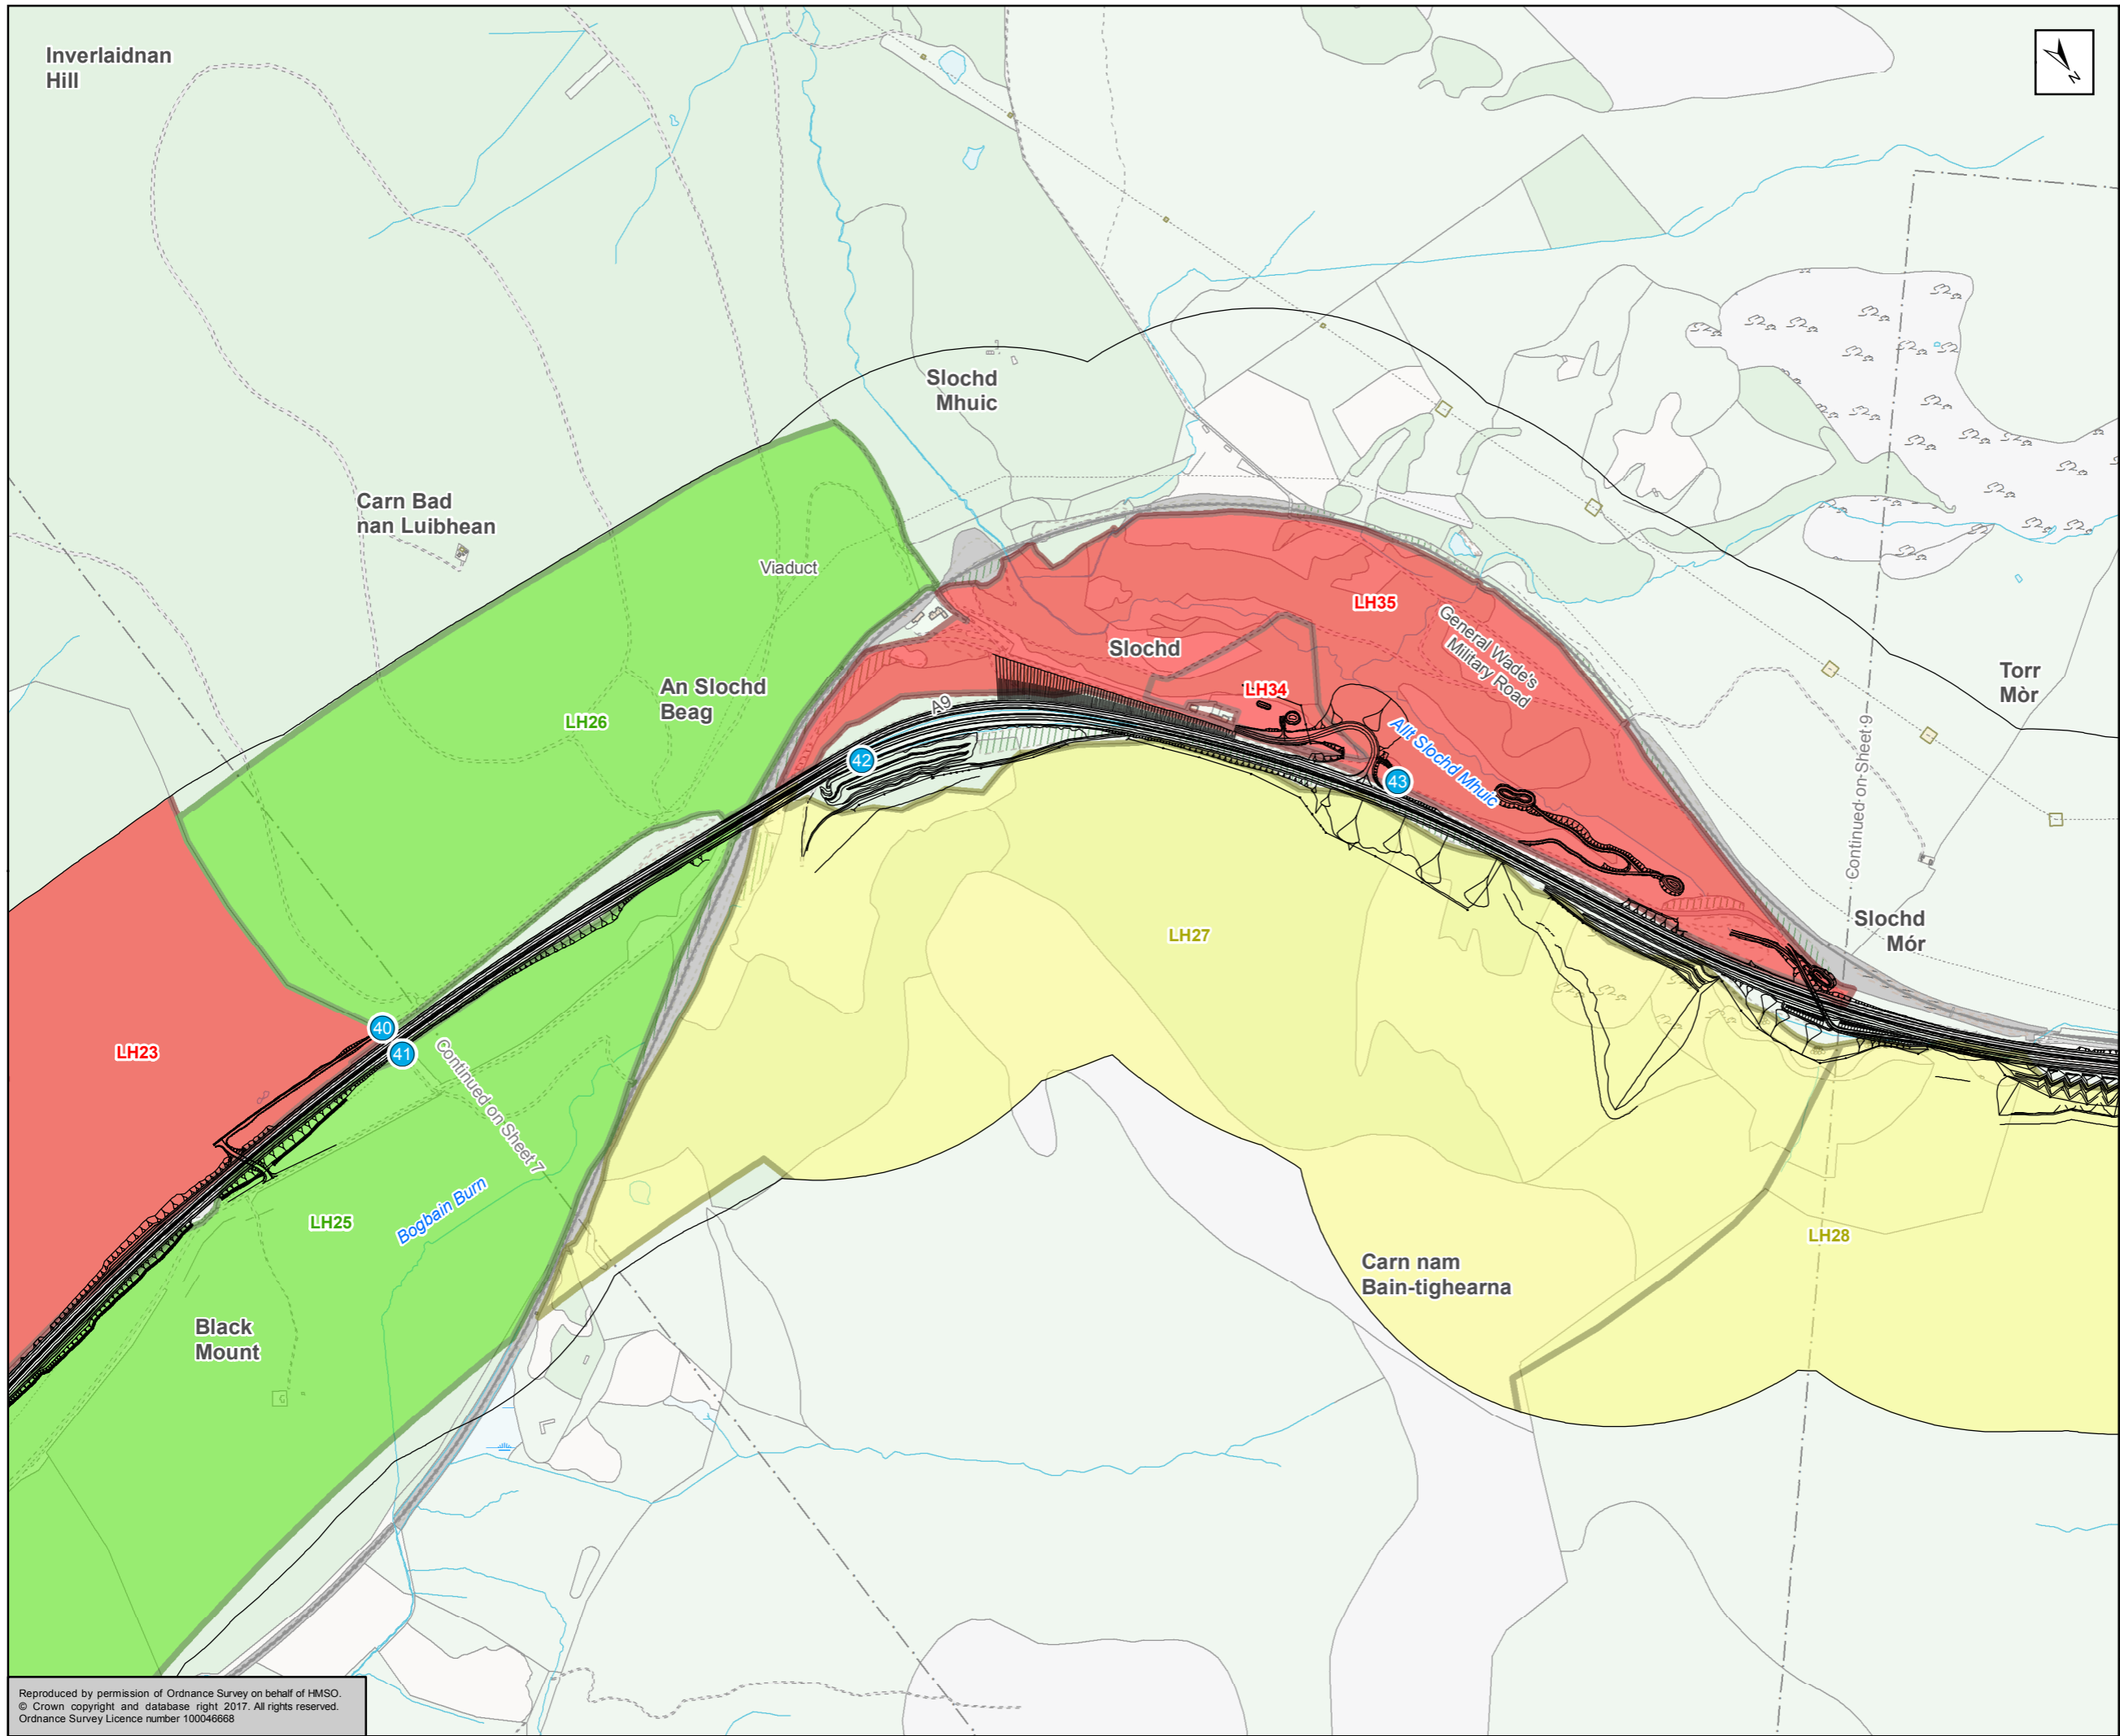 Inverlaidnan
Hill
N
Slochd
Mhuic
Carn Bad
nan Luibhean
Viaduct
LH35
General Wade's
Military Road
Slochd
Torr
Mòr
An Slochd
Beag
LH34
A9
LH26
Allt Slochd Mhuic
42
43
Continued on Sheet 9
Slochd
Mór
LH27
40
41
LH23
Continued on Sheet 7
Bogbain Burn
LH25
LH28
Carn nam
Bain-tighearna
Black
Mount
Reproduced by permission of Ordnance Survey on behalf of HMSO.
© Crown copyright and database right 2017. All rights reserved.
Ordnance Survey Licence number 100046668